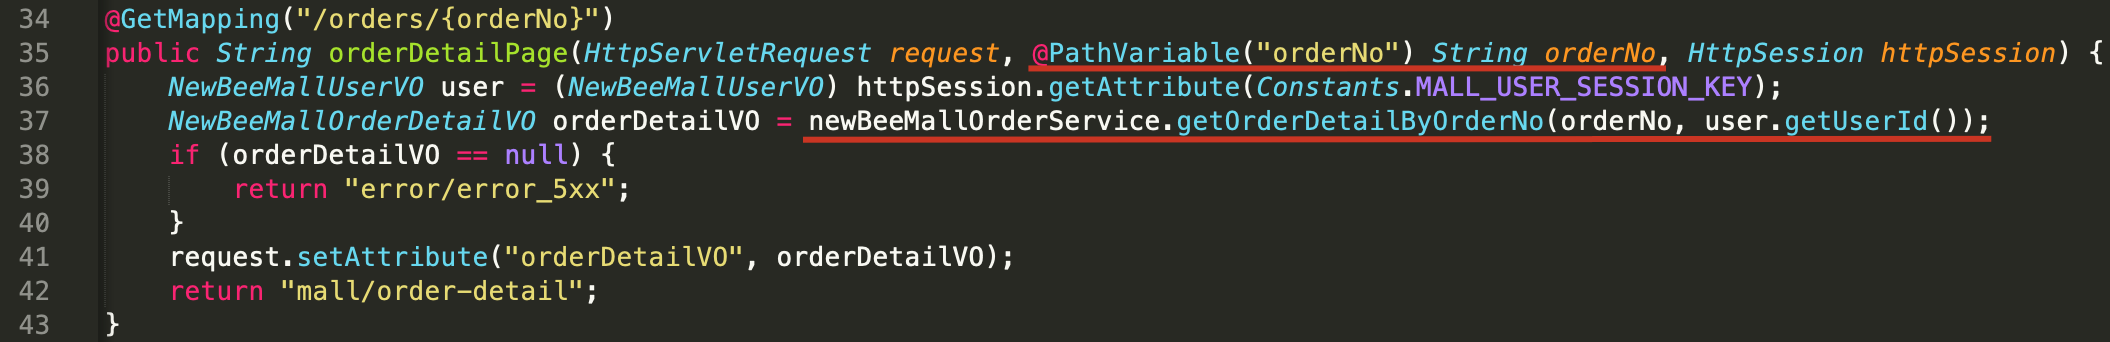 34 @GetMapping("/orders/{orderNo}")
35 public String orderDetailPage(HttpServletRequest request, @PathVariable("orderNo") String orderNo, HttpSession httpSession) {
36     NewBeeMallUserVO user = (NewBeeMallUserVO) httpSession.getAttribute(Constants.MALL_USER_SESSION_KEY);
37     NewBeeMallOrderDetailVO orderDetailVO = newBeeMallOrderService.getOrderDetailByOrderNo(orderNo, user.getUserId());
38     if (orderDetailVO == null) {
39         return "error/error_5xx";
40     }
41     request.setAttribute("orderDetailVO", orderDetailVO);
42     return "mall/order-detail";
43 }